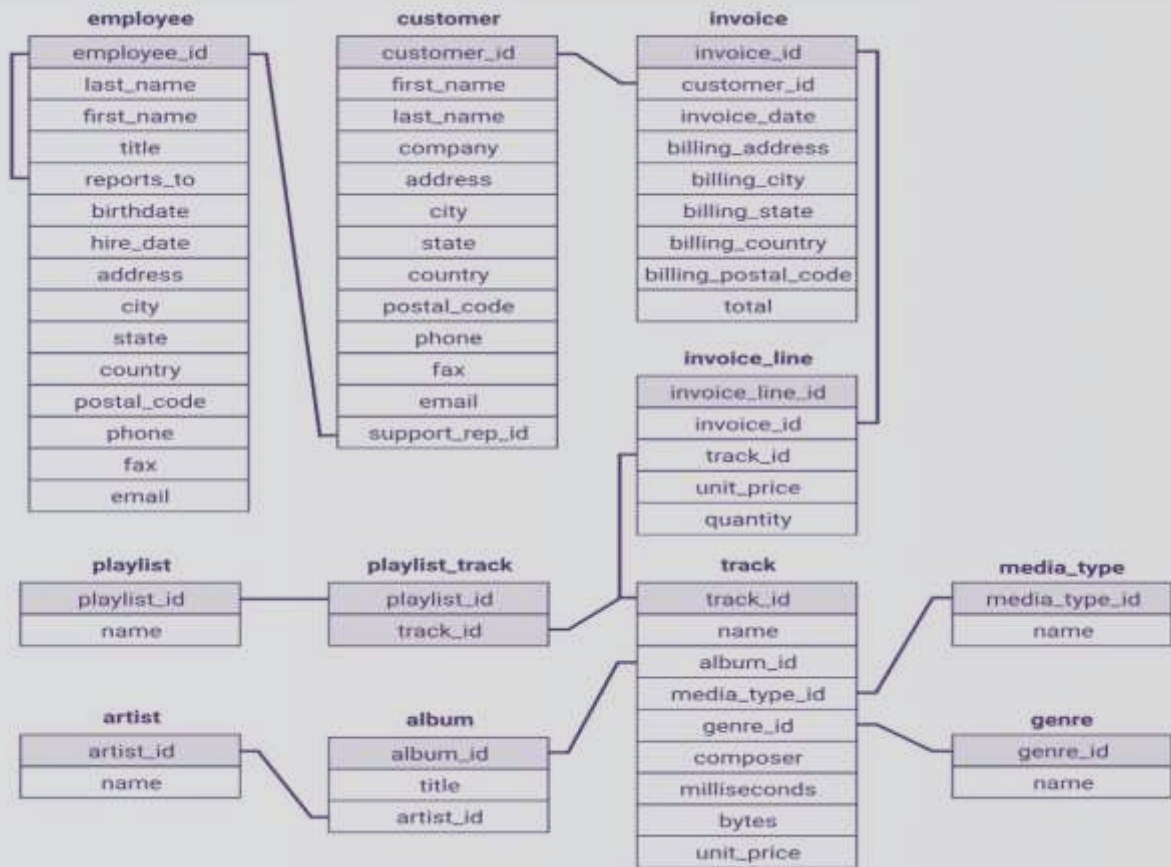 employee
employee_id
last_name
first_name
title
reports_to
birthdate
hire_date
address
city
state
country
postal_code
phone
fax
email
customer
customer_id
first_name
last_name
company
address
city
state
country
postal_code
phone
fax
email
support_rep_id
invoice
invoice_id
customer_id
invoice_date
billing_address
billing_city
billing_state
billing_country
billing_postal_code
total
invoice_line
invoice_line_id
invoice_id
track_id
unit_price
quantity
playlist
playlist_id
name
playlist_track
playlist_id
track_id
track
track_id
name
album_id
media_type_id
genre_id
composer
milliseconds
bytes
unit_price
media_type
media_type_id
name
artist
artist_id
name
album
album_id
title
artist_id
genre
genre_id
name